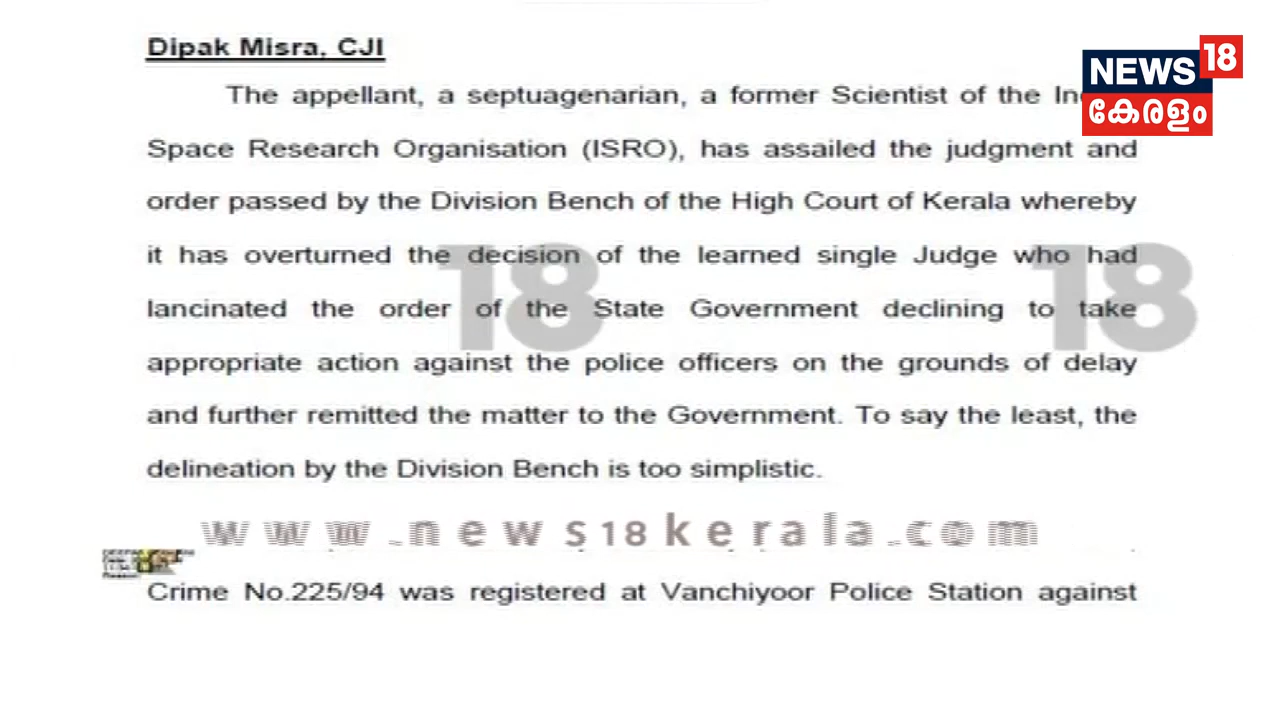 Dipak Misra, CJI
NEWS 18
കേരളം
The appellant, a septuagenarian, a former Scientist of the
Space Research Organisation (ISRO), has assailed the judgment and
order passed by the Division Bench of the High Court of Kerala whereby
it has overturned the decision of the learned single Judge who had
lancinated the order of the State Government declining to take
appropriate action against the police officers on the grounds of delay
and further remitted the matter to the Government. To say the least, the
delineation by the Division Bench is too simplistic.
18 18
www.news18kerala.com
Crime No.225/94 was registered at Vanchiyoor Police Station against